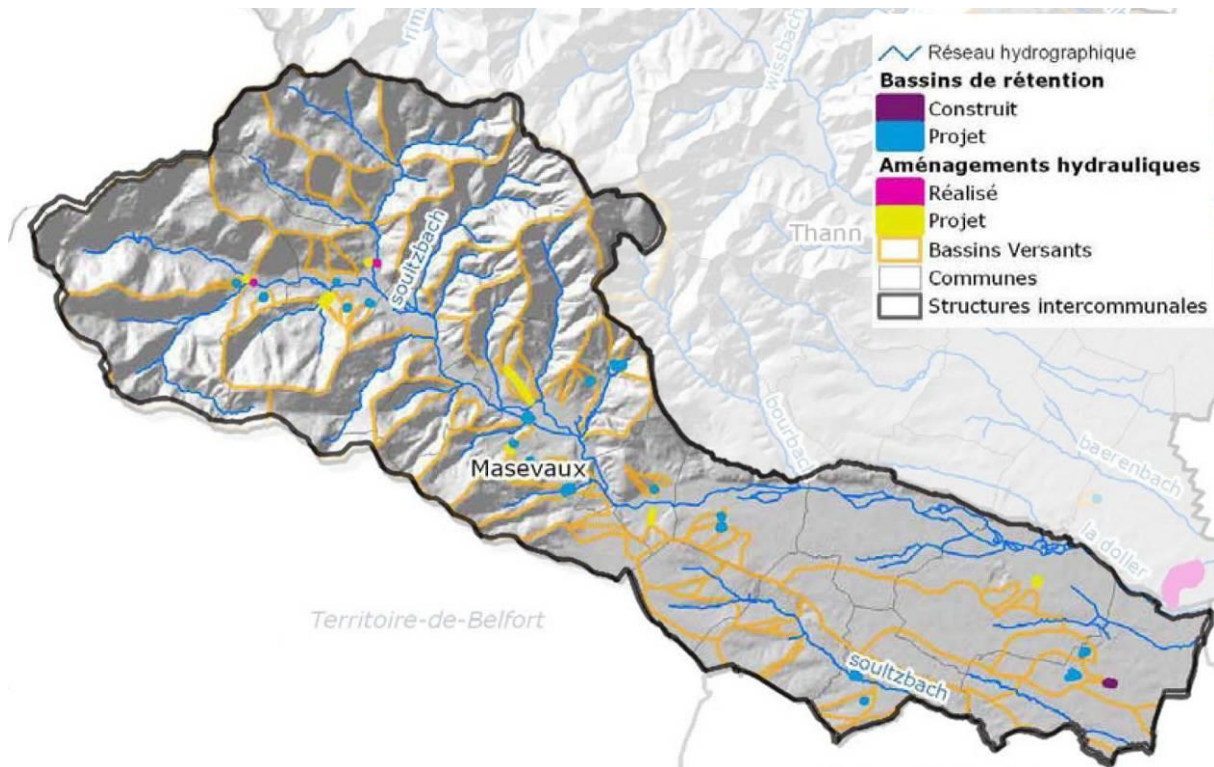 Réseau hydrographique
Bassins de rétention
Construit
Projet
Aménagements hydrauliques
Réalisé
Projet
Bassins Versants
Communes
Structures intercommunales
wissbach
Thann
soultzbach
bourbach
baerenbach
Masevaux
la doller
Territoire-de-Belfort
soultzbach